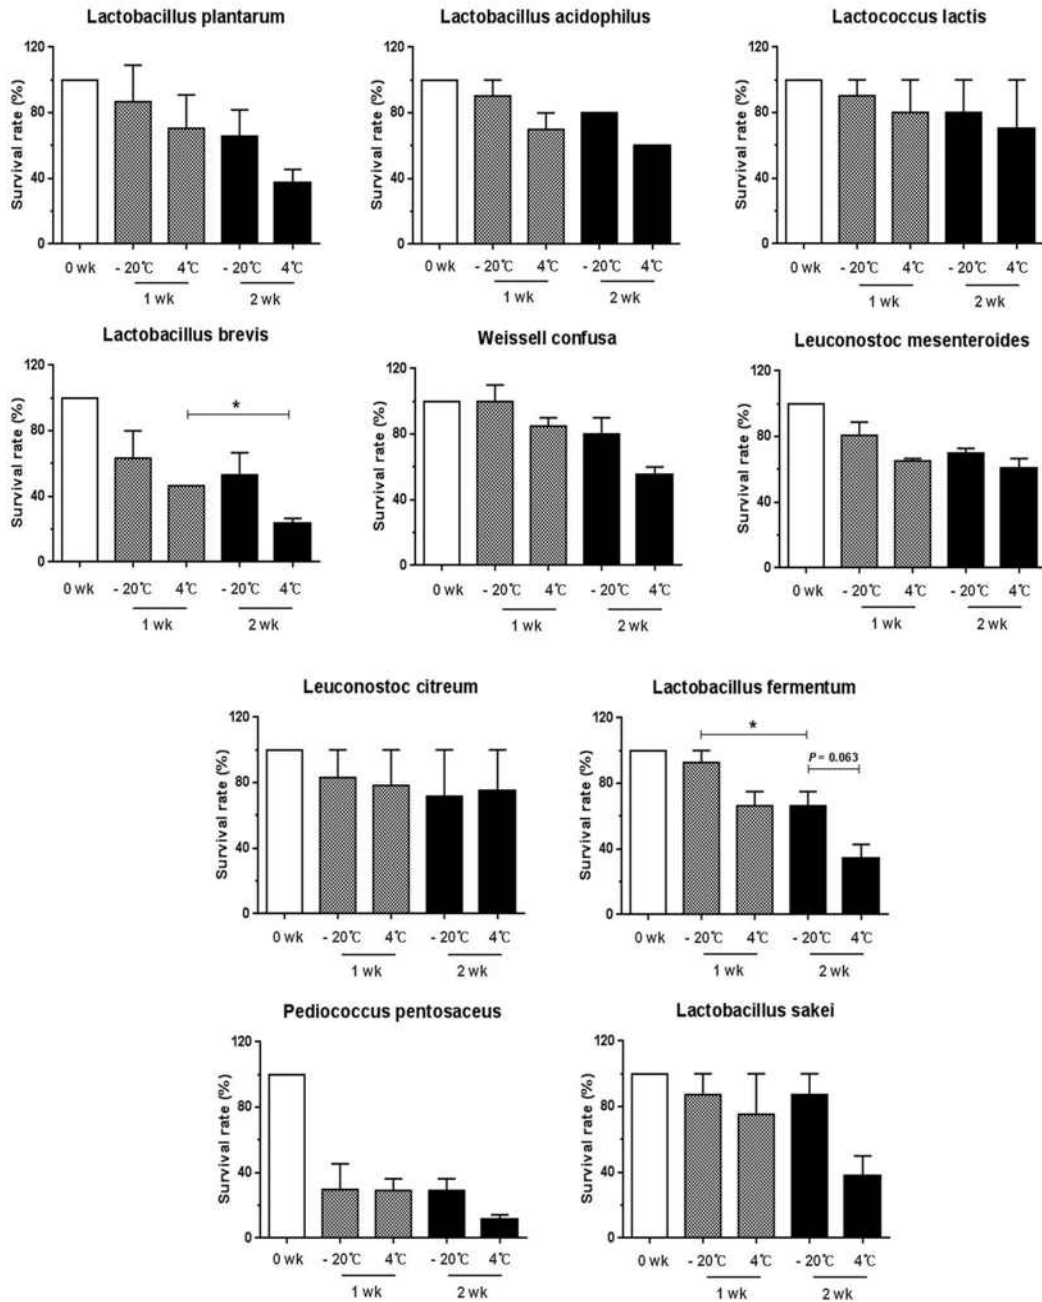 Lactobacillus plantarum
Survival rate (%)
120
80
40
0
0 wk - 20℃ 4℃ - 20℃ 4℃
1 wk 2 wk
Lactobacillus acidophilus
Survival rate (%)
120
80
40
0
0 wk - 20℃ 4℃ - 20℃ 4℃
1 wk 2 wk
Lactococcus lactis
Survival rate (%)
120
80
40
0
0 wk - 20℃ 4℃ - 20℃ 4℃
1 wk 2 wk
Lactobacillus brevis
Survival rate (%)
120
80
40
0
*
0 wk - 20℃ 4℃ - 20℃ 4℃
1 wk 2 wk
Weissell confusa
Survival rate (%)
120
80
40
0
0 wk - 20℃ 4℃ - 20℃ 4℃
1 wk 2 wk
Leuconostoc mesenteroides
Survival rate (%)
120
80
40
0
0 wk - 20℃ 4℃ - 20℃ 4℃
1 wk 2 wk
Leuconostoc citreum
Survival rate (%)
120
80
40
0
0 wk - 20℃ 4℃ - 20℃ 4℃
1 wk 2 wk
Lactobacillus fermentum
Survival rate (%)
120
80
40
0
*
P = 0.063
0 wk - 20℃ 4℃ - 20℃ 4℃
1 wk 2 wk
Pediococcus pentosaceus
Survival rate (%)
120
80
40
0
0 wk - 20℃ 4℃ - 20℃ 4℃
1 wk 2 wk
Lactobacillus sakei
Survival rate (%)
120
80
40
0
0 wk - 20℃ 4℃ - 20℃ 4℃
1 wk 2 wk